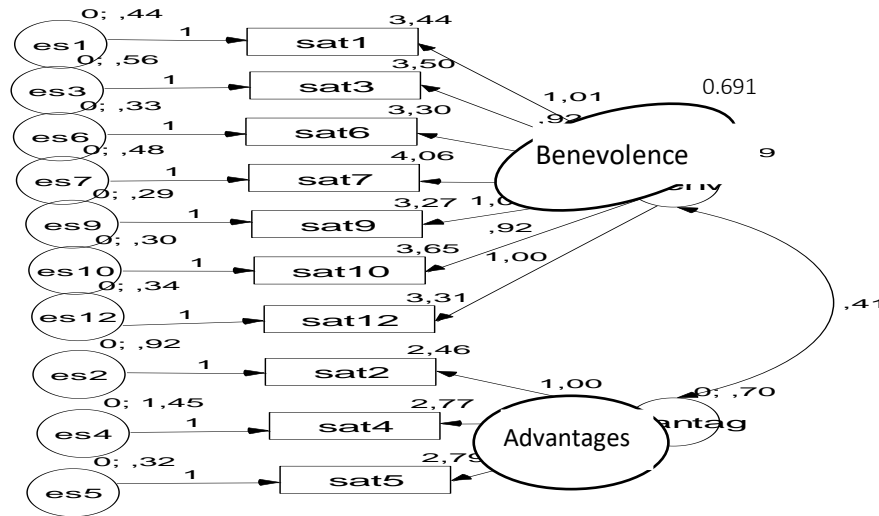 0; ,44
es1
1
3,44
sat1
0; ,56
es3
1
3,50
sat3
0.691
1,01
0; ,33
es6
1
3,30
sat6
,92
0; ,48
es7
1
4,06
sat7
Benevolence
9
0; ,29
es9
1
3,27
sat9
1,0
0; ,30
es10
1
3,65
sat10
,92
0; ,34
es12
1
3,31
sat12
1,00
,41
0; ,92
es2
1
2,46
sat2
1,00
0; ,70
0; 1,45
es4
1
2,77
sat4
Advantages
antag
0; ,32
es5
1
2,79
sat5